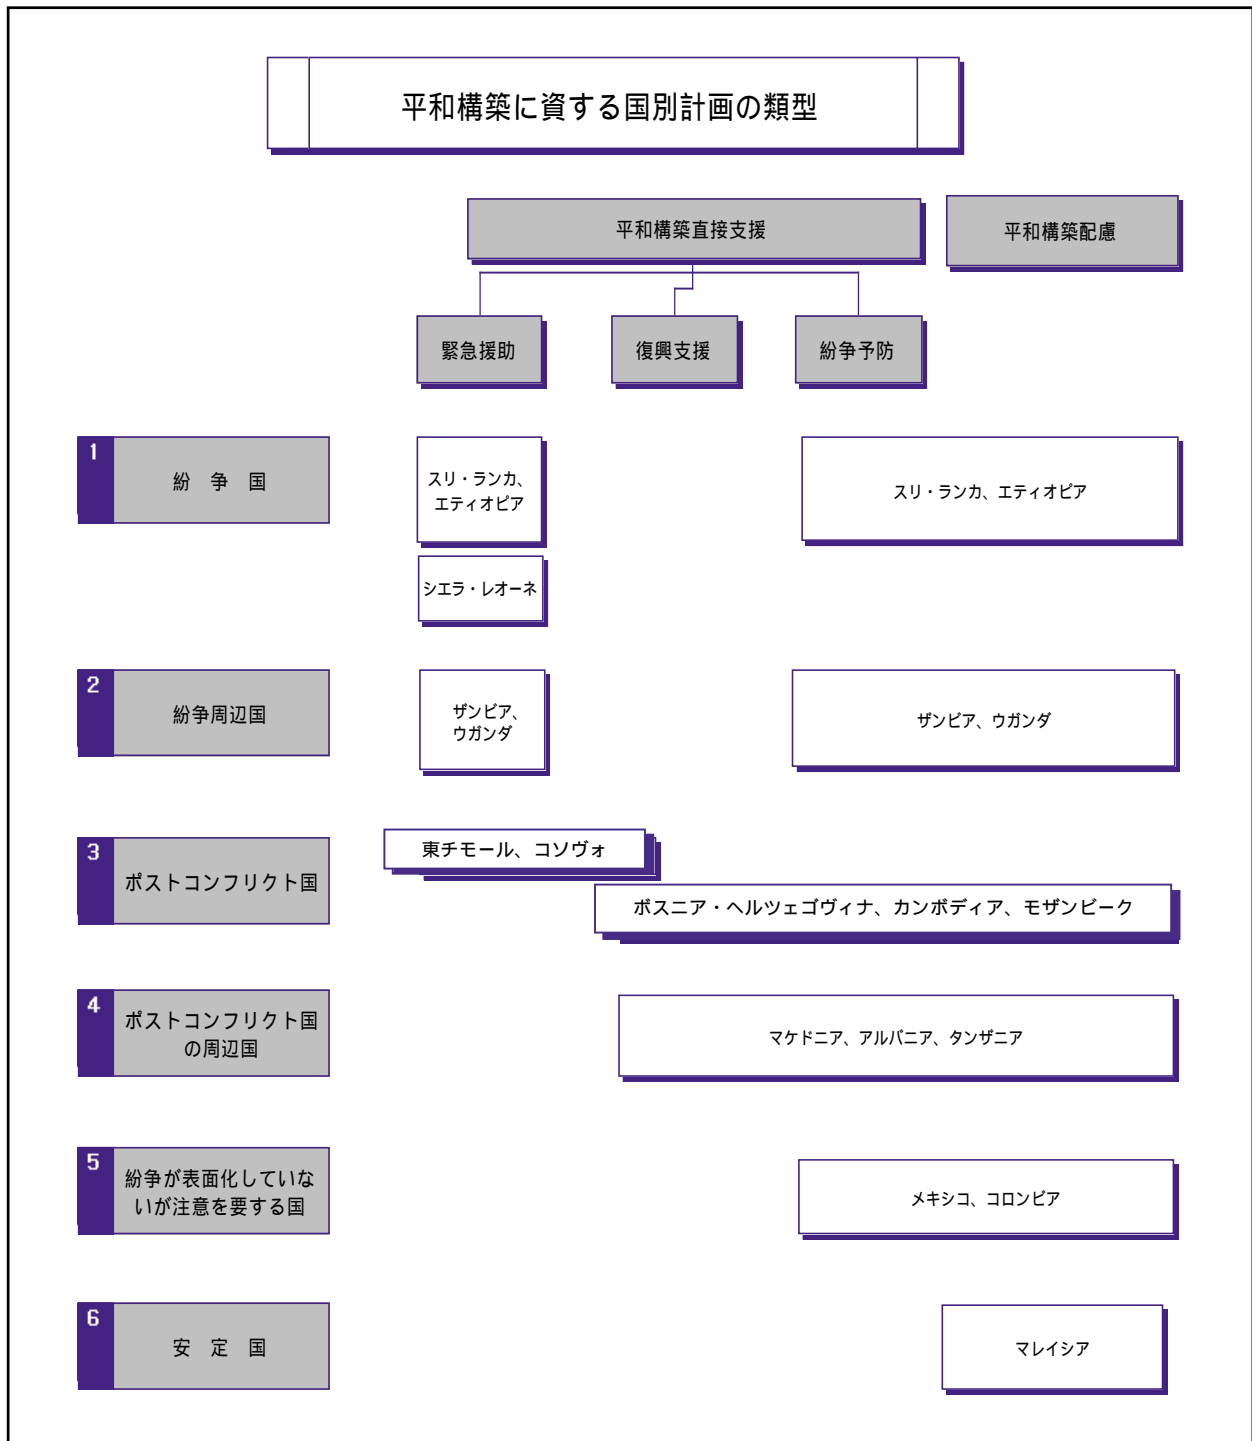 平和構築に資する国別計画の類型
平和構築直接支援
平和構築配慮
緊急援助
復興支援
紛争予防
1
紛 争 国
スリ・ランカ、
エティオピア
スリ・ランカ、エティオピア
シエラ・レオーネ
2
紛争周辺国
ザンビア、
ウガンダ
ザンビア、ウガンダ
3
ポストコンフリクト国
東チモール、コソヴォ
ボスニア・ヘルツェゴヴィナ、カンボディア、モザンビーク
4
ポストコンフリクト国
の周辺国
マケドニア、アルバニア、タンザニア
5
紛争が表面化していな
いが注意を要する国
メキシコ、コロンビア
6
安 定 国
マレイシア